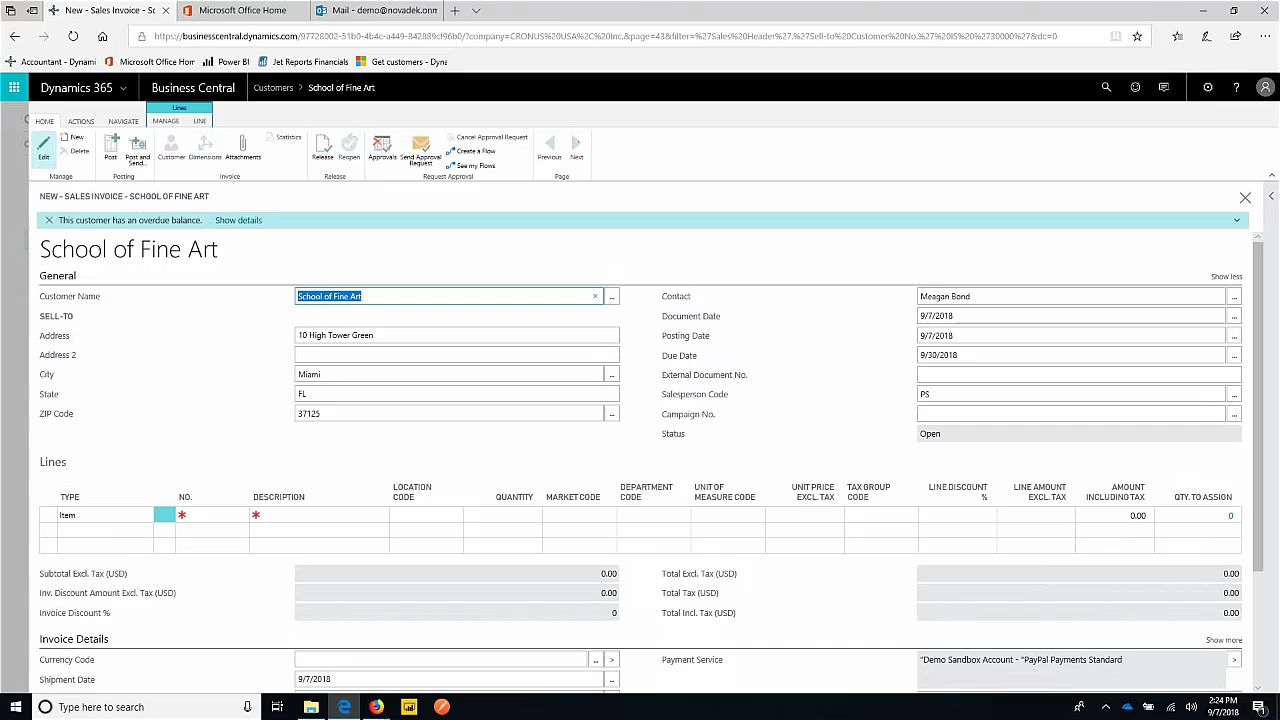 New - Sales Invoice - Sc
Microsoft Office Home
Mail - demo@novadek.onm
https://businesscentral.dynamics.com/97728002-51b0-4b4c-a449-842889cf96b0/?company=CRONUS%20USA%2C%20Inc.&page=43&filter=%27Sales%20Header%27.%27Sell-to%20Customer%20No.%27%20IS%20%2730000%27&dc=0
Accountant - Dynami
Microsoft Office Hom
Power BI
Jet Reports Financials
Get customers - Dyna
Dynamics 365
Business Central
Customers > School of Fine Art
Lines
HOME ACTIONS NAVIGATE MANAGE LINE
Edit
New
Delete
Post
Post and Send...
Customer
Dimensions
Attachments
Statistics
Release
Reopen
Approvals
Send Approval Request
Cancel Approval Request
Create a Flow
See my Flows
Previous
Next
Manage Posting Invoice Release Request Approval Page
NEW - SALES INVOICE - SCHOOL OF FINE ART
This customer has an overdue balance. Show details
School of Fine Art
General
Show less
Customer Name School of Fine Art
Contact Meagan Bond
SELL-TO
Document Date 9/7/2018
Address 10 High Tower Green
Posting Date 9/7/2018
Address 2
Due Date 9/30/2018
City Miami
External Document No.
State FL
Salesperson Code PS
ZIP Code 37125
Campaign No.
Status Open
Lines
TYPE NO. DESCRIPTION LOCATION CODE QUANTITY MARKET CODE DEPARTMENT CODE UNIT OF MEASURE CODE UNIT PRICE EXCL. TAX TAX GROUP CODE LINE DISCOUNT % LINE AMOUNT EXCL. TAX AMOUNT INCLUDING TAX QTY. TO ASSIGN
Item * * 0.00 0
Subtotal Excl. Tax (USD) 0.00
Total Excl. Tax (USD) 0.00
Inv. Discount Amount Excl. Tax (USD) 0.00
Total Tax (USD) 0.00
Invoice Discount % 0
Total Incl. Tax (USD) 0.00
Invoice Details
Show more
Currency Code
Payment Service "Demo Sandbox Account - "PayPal Payments Standard
Shipment Date 9/7/2018
Type here to search
2:24 PM
9/7/2018